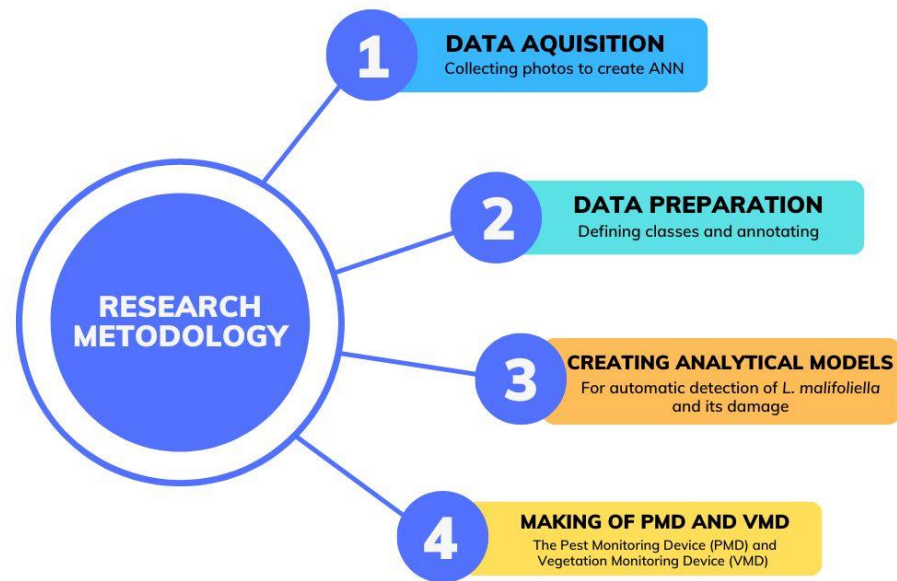 RESEARCH
METODOLOGY
1
DATA AQUISITION
Collecting photos to create ANN
2
DATA PREPARATION
Defining classes and annotating
3
CREATING ANALYTICAL MODELS
For automatic detection of L. malifoliella
and its damage
4
MAKING OF PMD AND VMD
The Pest Monitoring Device (PMD) and
Vegetation Monitoring Device (VMD)